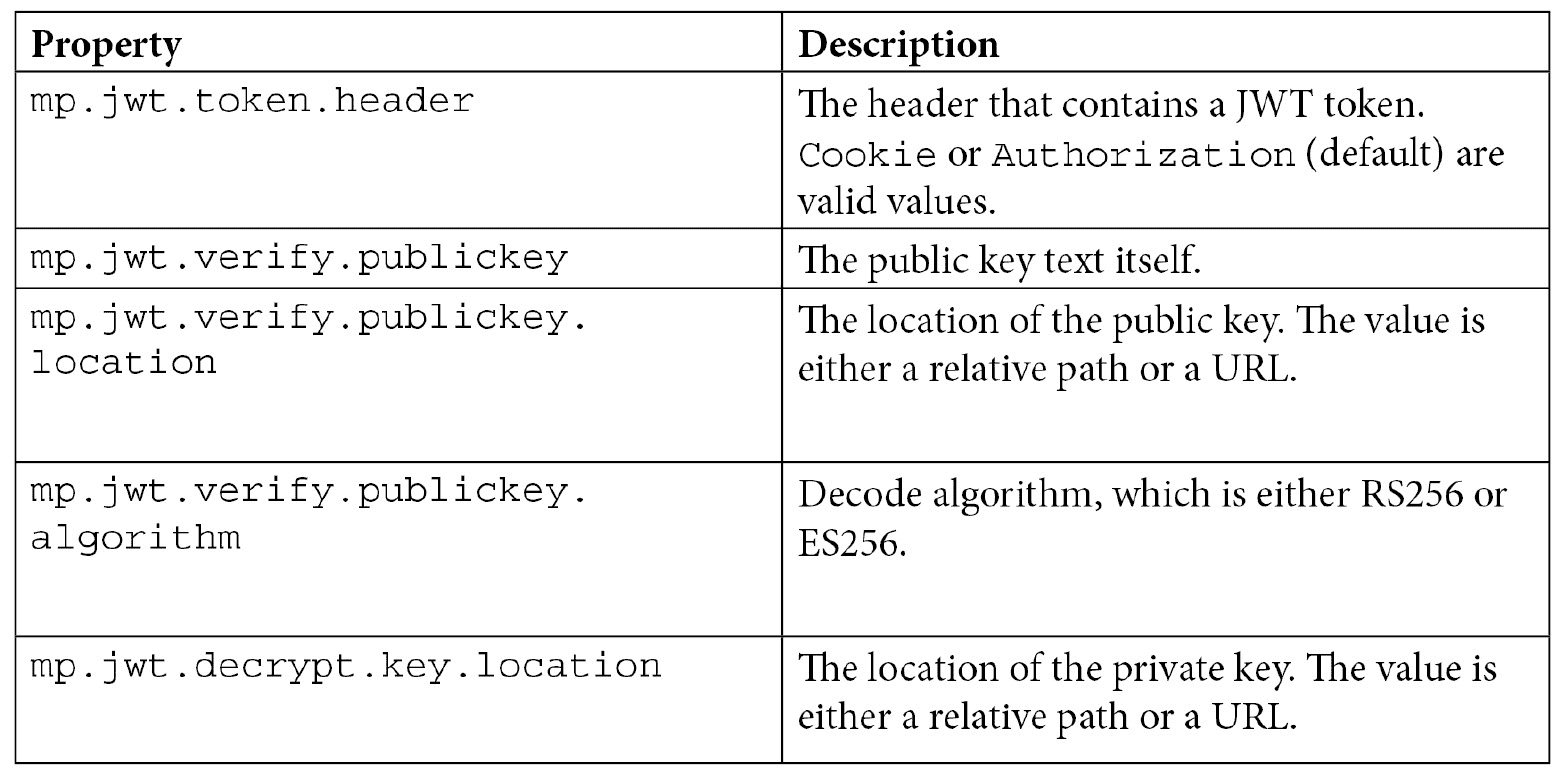 Property
Description
mp.jwt.token.header
The header that contains a JWT token.
Cookie or Authorization (default) are
valid values.
mp.jwt.verify.publickey
The public key text itself.
mp.jwt.verify.publickey.
location
The location of the public key. The value is
either a relative path or a URL.
mp.jwt.verify.publickey.
algorithm
Decode algorithm, which is either RS256 or
ES256.
mp.jwt.decrypt.key.location
The location of the private key. The value is
either a relative path or a URL.